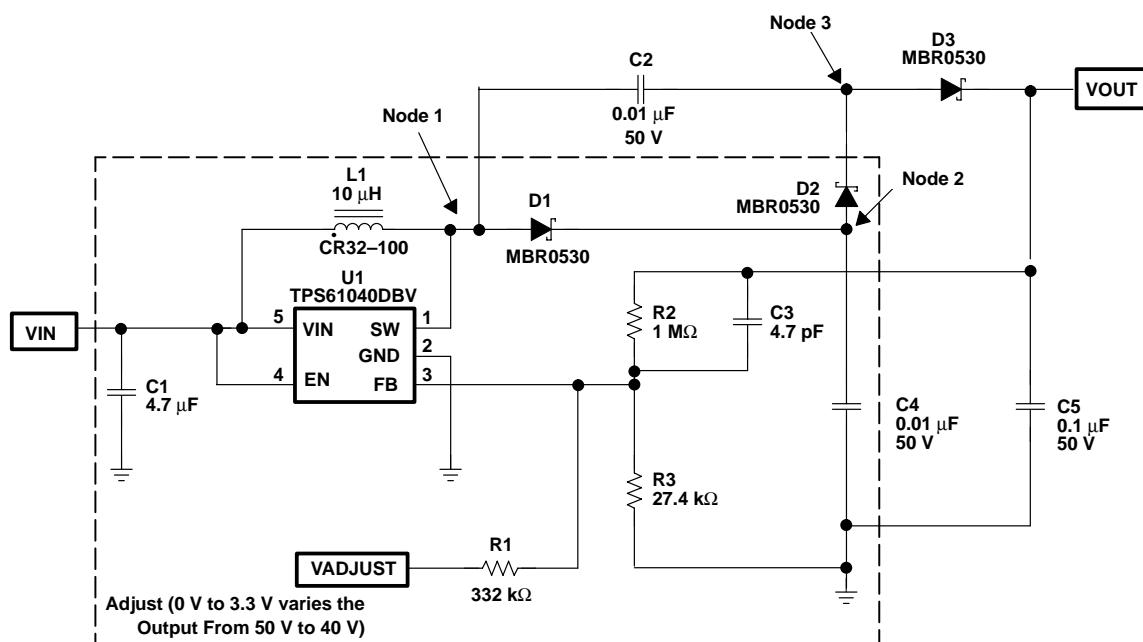 Node 3
D3
MBR0530
C2
VOUT
0.01 μF
50 V
Node 1
L1
10 μH
D1
D2
MBR0530
Node 2
CR32–100
MBR0530
U1
TPS61040DBV
VIN
5
VIN
SW
1
GND
2
4
EN
FB
3
C1
4.7 μF
R2
1 MΩ
C3
4.7 pF
C4
0.01 μF
50 V
C5
0.1 μF
50 V
R3
27.4 kΩ
R1
VADJUST
332 kΩ
Adjust (0 V to 3.3 V varies the
Output From 50 V to 40 V)